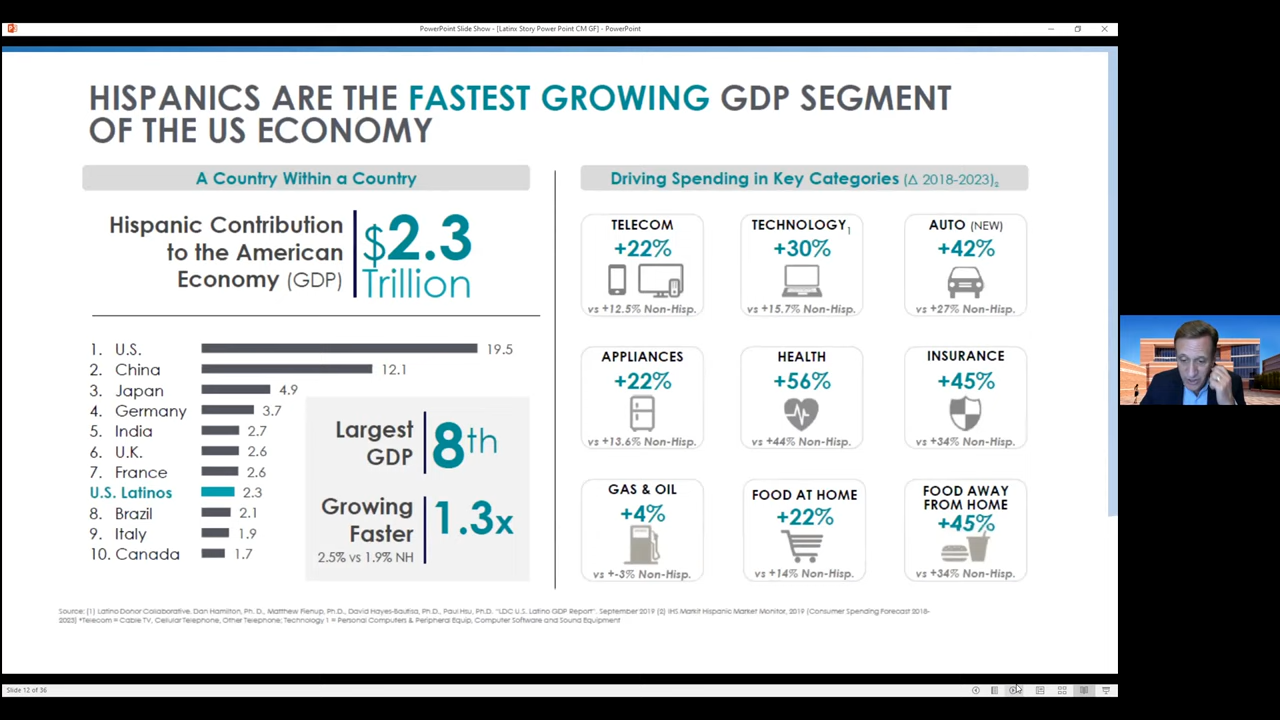 PowerPoint Slide Show - [Latinx Story Power Point CM GF] - PowerPoint
HISPANICS ARE THE FASTEST GROWING GDP SEGMENT
OF THE US ECONOMY
A Country Within a Country
Hispanic Contribution
to the American
Economy (GDP)
$2.3
Trillion
1. U.S. 19.5
2. China 12.1
3. Japan 4.9
4. Germany 3.7
5. India 2.7
6. U.K. 2.6
7. France 2.6
U.S. Latinos 2.3
8. Brazil 2.1
9. Italy 1.9
10. Canada 1.7
Largest
GDP
8th
Growing
Faster
2.5% vs 1.9% NH
1.3x
Driving Spending in Key Categories (Δ 2018-2023)2
TELECOM
+22%
vs +12.5% Non-Hisp.
TECHNOLOGY1
+30%
vs +15.7% Non-Hisp.
AUTO (NEW)
+42%
vs +27% Non-Hisp.
APPLIANCES
+22%
vs +13.6% Non-Hisp.
HEALTH
+56%
vs +44% Non-Hisp.
INSURANCE
+45%
vs +34% Non-Hisp.
GAS & OIL
+4%
vs +-3% Non-Hisp.
FOOD AT HOME
+22%
vs +14% Non-Hisp.
FOOD AWAY
FROM HOME
+45%
vs +34% Non-Hisp.
Source: (1) Latino Donor Collaborative. Dan Hamilton, Ph. D., Matthew Fienup, Ph.D., David Hayes-Bautista, Ph.D., Paul Hsu, Ph.D. "LDC U.S. Latino GDP Report". September 2019 (2) IHS Markit Hispanic Market Monitor, 2019 (Consumer Spending Forecast 2018-
2023) *Telecom = Cable TV, Cellular Telephone, Other Telephone; Technology 1 = Personal Computers & Peripheral Equip, Computer Software and Sound Equipment
Slide 12 of 36